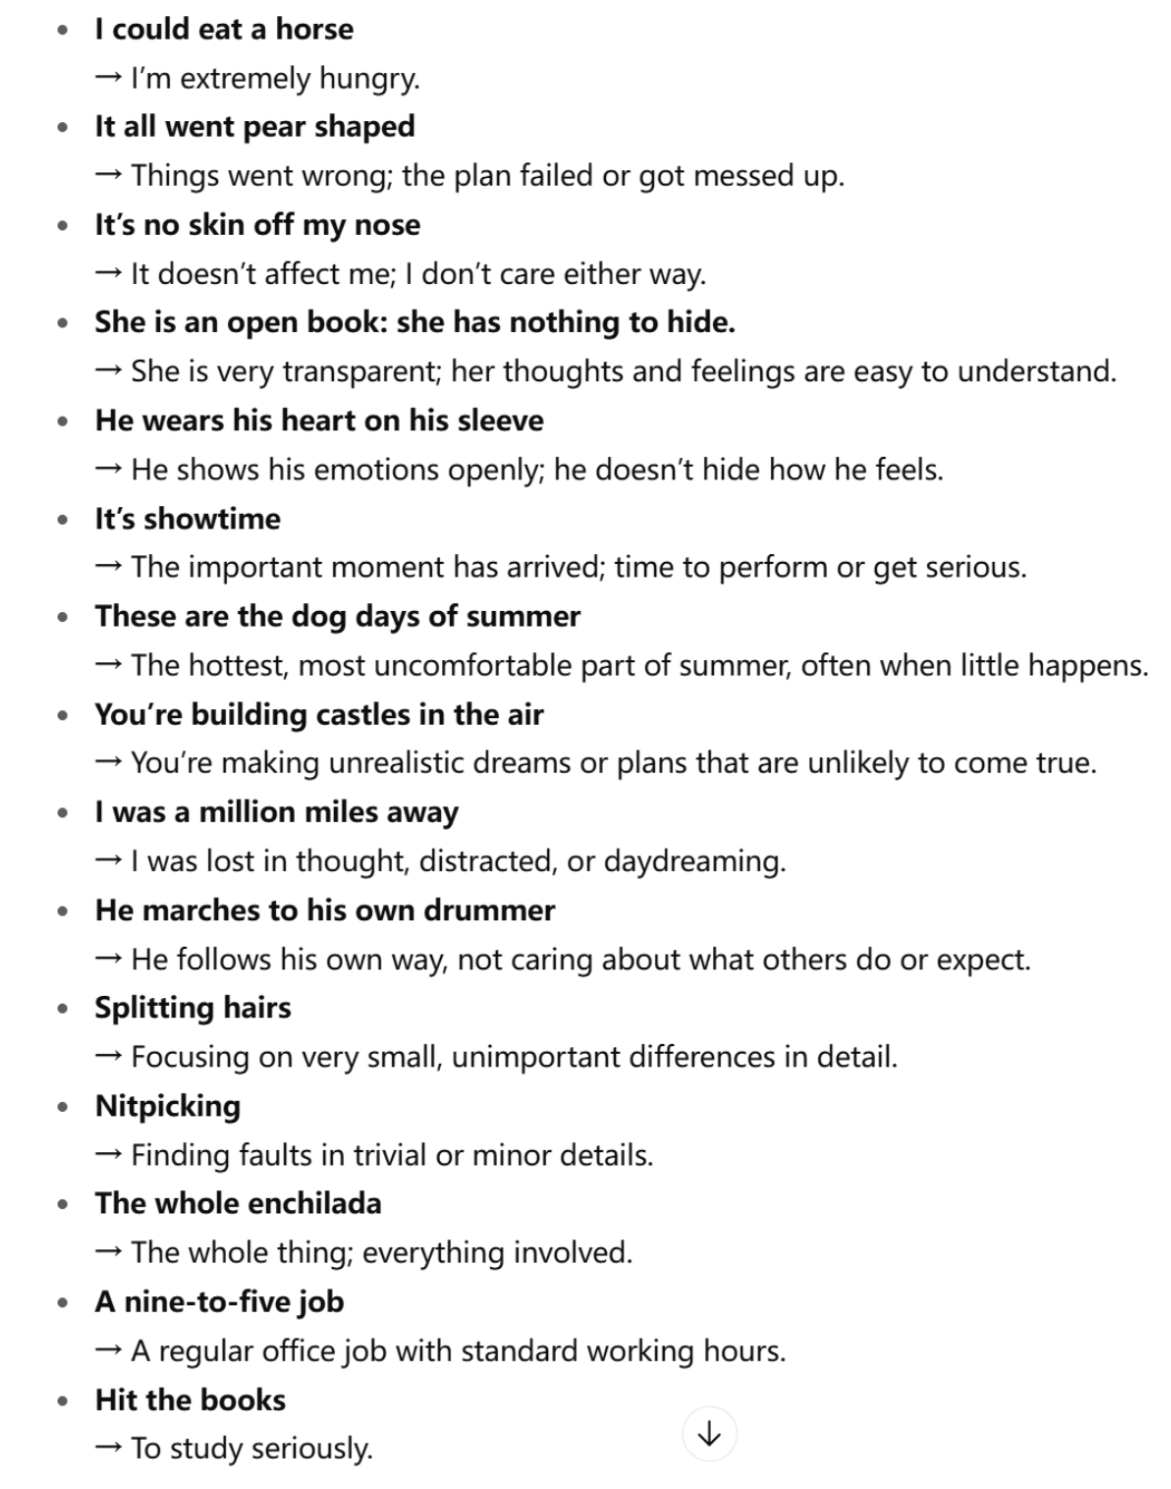 • I could eat a horse
→ I’m extremely hungry.
• It all went pear shaped
→ Things went wrong; the plan failed or got messed up.
• It’s no skin off my nose
→ It doesn’t affect me; I don’t care either way.
• She is an open book: she has nothing to hide.
→ She is very transparent; her thoughts and feelings are easy to understand.
• He wears his heart on his sleeve
→ He shows his emotions openly; he doesn’t hide how he feels.
• It’s showtime
→ The important moment has arrived; time to perform or get serious.
• These are the dog days of summer
→ The hottest, most uncomfortable part of summer, often when little happens.
• You’re building castles in the air
→ You’re making unrealistic dreams or plans that are unlikely to come true.
• I was a million miles away
→ I was lost in thought, distracted, or daydreaming.
• He marches to his own drummer
→ He follows his own way, not caring about what others do or expect.
• Splitting hairs
→ Focusing on very small, unimportant differences in detail.
• Nitpicking
→ Finding faults in trivial or minor details.
• The whole enchilada
→ The whole thing; everything involved.
• A nine-to-five job
→ A regular office job with standard working hours.
• Hit the books
→ To study seriously.